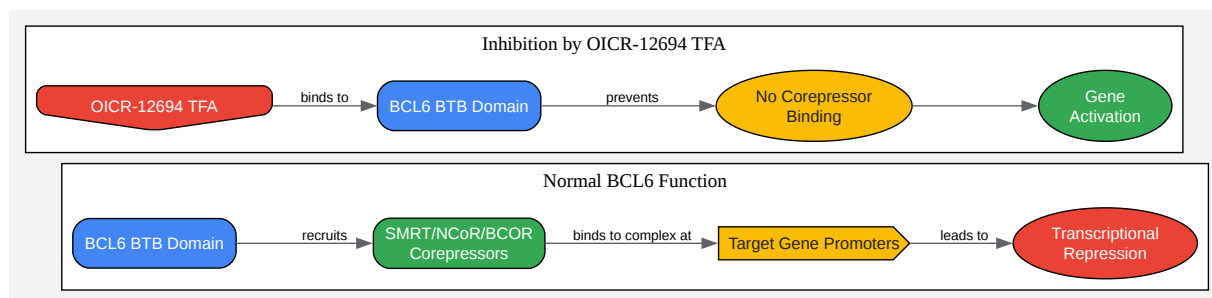 Inhibition by OICR-12694 TFA
OICR-12694 TFA
binds to
BCL6 BTB Domain
prevents
No Corepressor
Binding
Gene
Activation
Normal BCL6 Function
BCL6 BTB Domain
recruits
SMRT/NCoR/BCOR
Corepressors
binds to complex at
Target Gene Promoters
leads to
Transcriptional
Repression